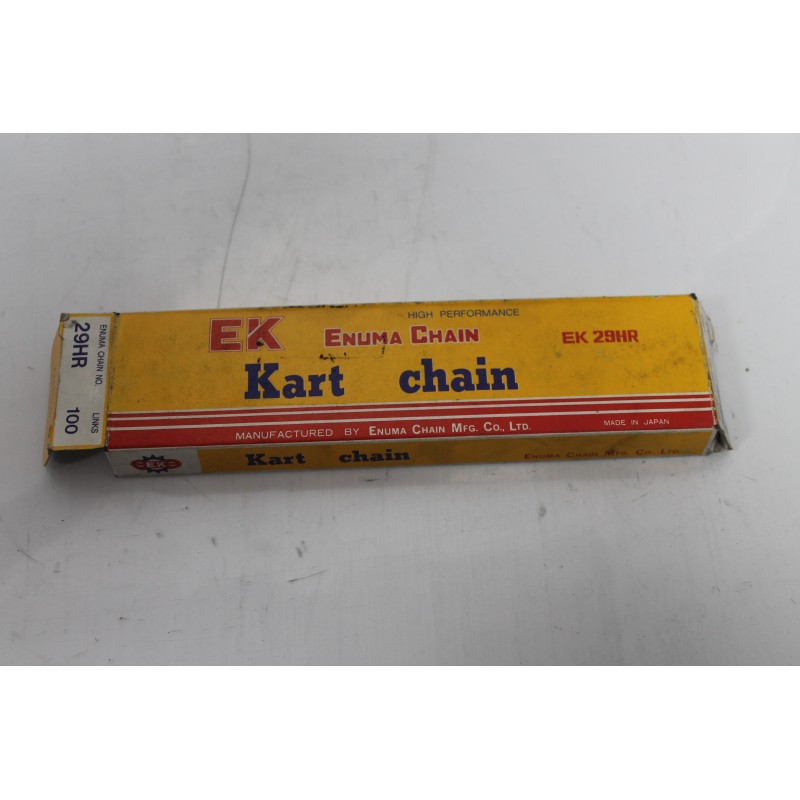 HIGH PERFORMANCE
EK ENUMA CHAIN EK 29HR
Kart chain
MANUFACTURED BY ENUMA CHAIN MFG. CO., LTD. MADE IN JAPAN
EK Kart chain ENUMA CHAIN MFG. CO., LTD.
ENUMA CHAIN NO. LINKS
29HR 100